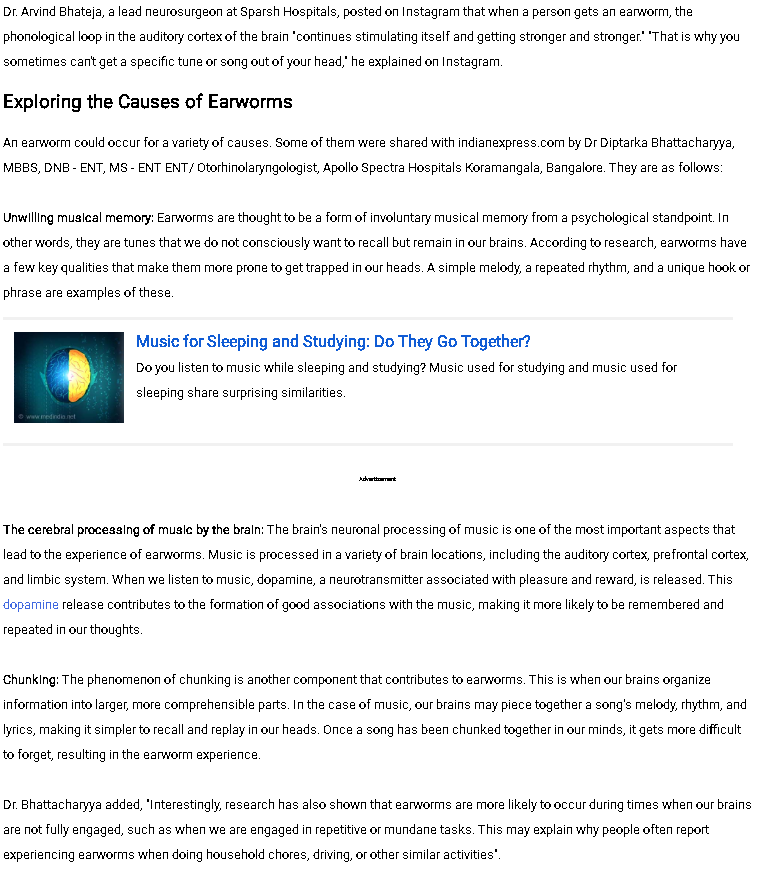 Dr. Arvind Bhateja, a lead neurosurgeon at Sparsh Hospitals, posted on Instagram that when a person gets an earworm, the
phonological loop in the auditory cortex of the brain "continues stimulating itself and getting stronger and stronger." "That is why you
sometimes can't get a specific tune or song out of your head," he explained on Instagram.
Exploring the Causes of Earworms
An earworm could occur for a variety of causes. Some of them were shared with indianexpress.com by Dr Diptarka Bhattacharyya,
MBBS, DNB - ENT, MS - ENT ENT/ Otorhinolaryngologist, Apollo Spectra Hospitals Koramangala, Bangalore. They are as follows:
Unwilling musical memory: Earworms are thought to be a form of involuntary musical memory from a psychological standpoint. In
other words, they are tunes that we do not consciously want to recall but remain in our brains. According to research, earworms have
a few key qualities that make them more prone to get trapped in our heads. A simple melody, a repeated rhythm, and a unique hook or
phrase are examples of these.
Music for Sleeping and Studying: Do They Go Together?
Do you listen to music while sleeping and studying? Music used for studying and music used for
sleeping share surprising similarities.
© www.medindia.net
Advertisement
The cerebral processing of music by the brain: The brain's neuronal processing of music is one of the most important aspects that
lead to the experience of earworms. Music is processed in a variety of brain locations, including the auditory cortex, prefrontal cortex,
and limbic system. When we listen to music, dopamine, a neurotransmitter associated with pleasure and reward, is released. This
dopamine release contributes to the formation of good associations with the music, making it more likely to be remembered and
repeated in our thoughts.
Chunking: The phenomenon of chunking is another component that contributes to earworms. This is when our brains organize
information into larger, more comprehensible parts. In the case of music, our brains may piece together a song's melody, rhythm, and
lyrics, making it simpler to recall and replay in our heads. Once a song has been chunked together in our minds, it gets more difficult
to forget, resulting in the earworm experience.
Dr. Bhattacharyya added, "Interestingly, research has also shown that earworms are more likely to occur during times when our brains
are not fully engaged, such as when we are engaged in repetitive or mundane tasks. This may explain why people often report
experiencing earworms when doing household chores, driving, or other similar activities".